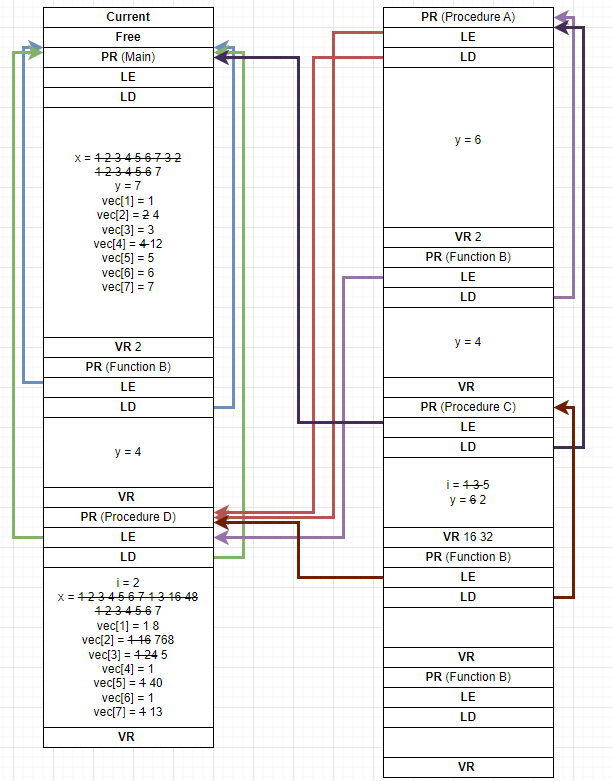 Current
Free
PR (Main)
LE
LD
x = 1 2 3 4 5 6 7 3 2
1 2 3 4 5 6 7
y = 7
vec[1] = 1
vec[2] = 2 4
vec[3] = 3
vec[4] = 4 12
vec[5] = 5
vec[6] = 6
vec[7] = 7
VR 2
PR (Function B)
LE
LD
y = 4
VR
PR (Procedure D)
LE
LD
i = 2
x = 1 2 3 4 5 6 7 1 3 16 48
1 2 3 4 5 6 7
vec[1] = 1 8
vec[2] = 1 16 768
vec[3] = 1 24 5
vec[4] = 1
vec[5] = 1 40
vec[6] = 1
vec[7] = 1 13
VR
PR (Procedure A)
LE
LD
y = 6
VR 2
PR (Function B)
LE
LD
y = 4
VR
PR (Procedure C)
LE
LD
i = 1 3 5
y = 6 2
VR 16 32
PR (Function B)
LE
LD
VR
PR (Function B)
LE
LD
VR